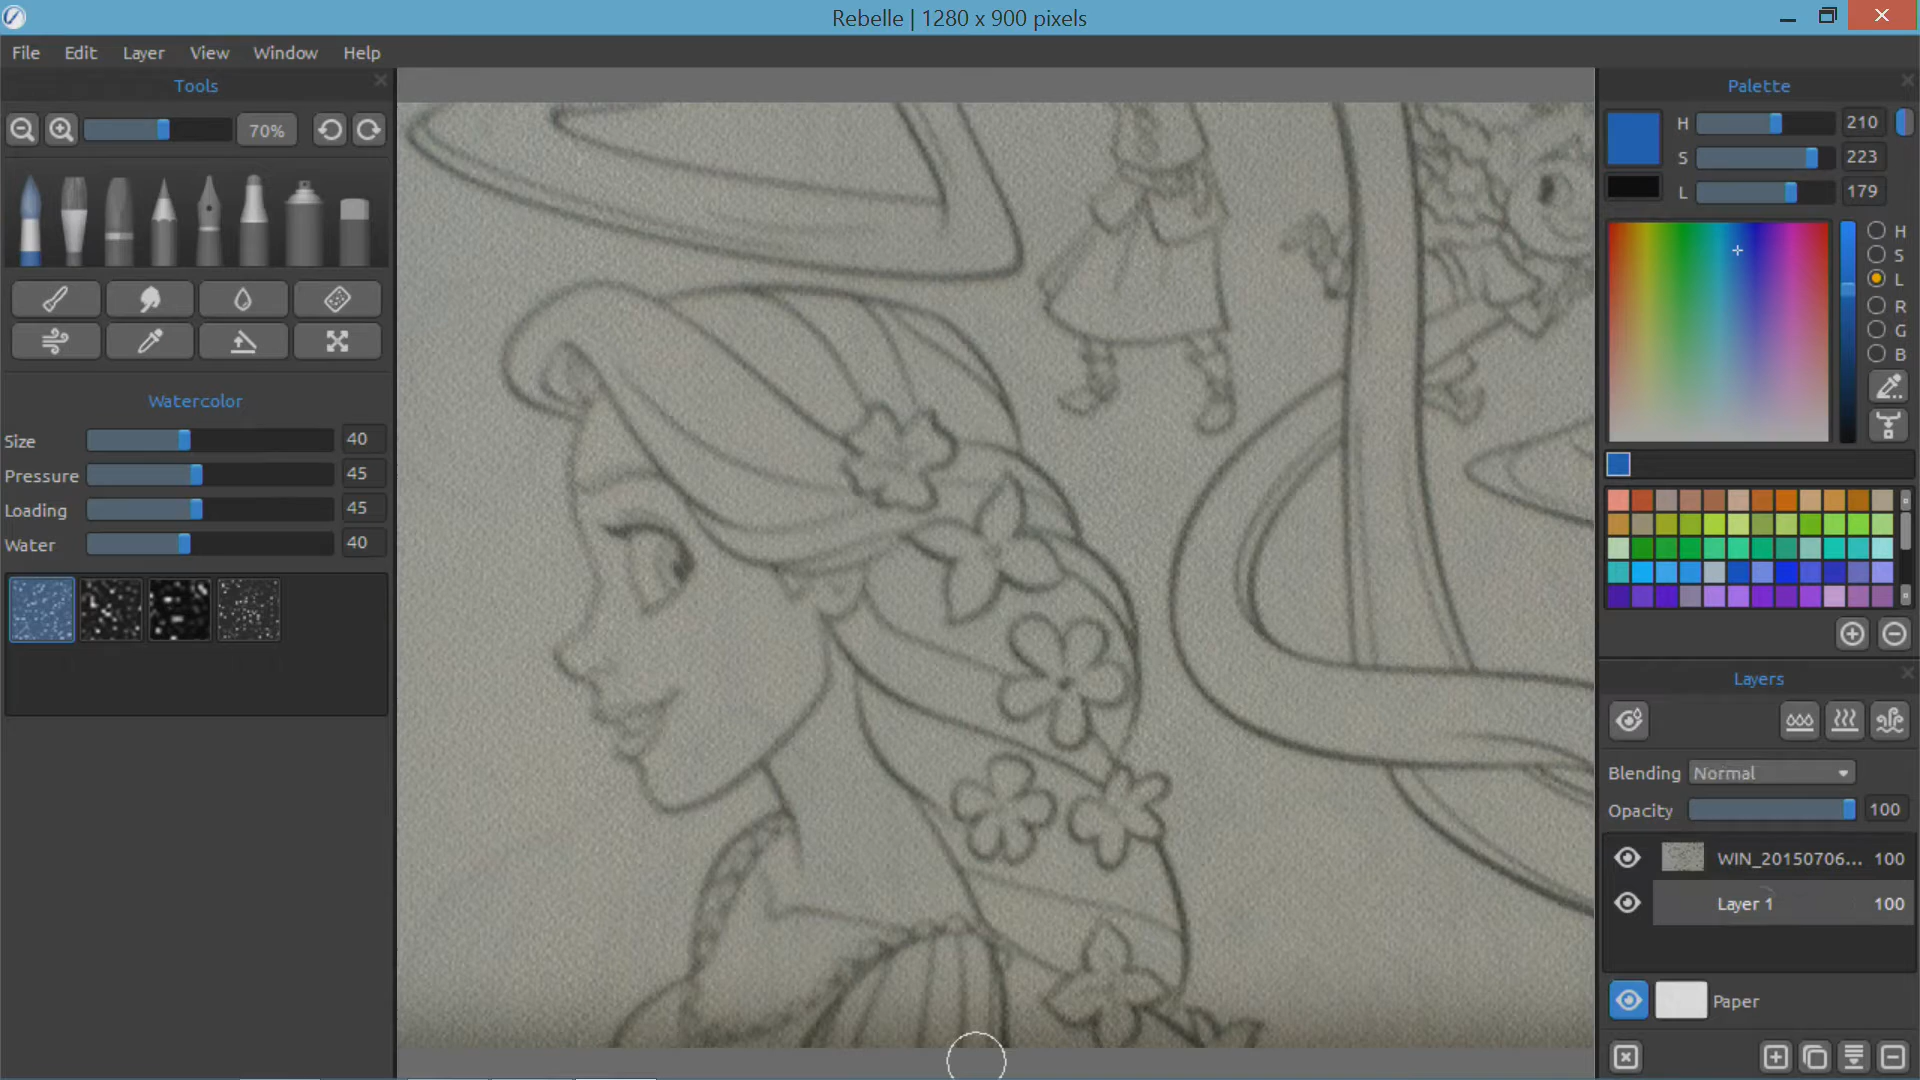 Rebelle | 1280 x 900 pixels
File Edit Layer View Window Help
Tools
70%
Watercolor
Size 40
Pressure 45
Loading 45
Water 40
Palette
H 210
S 223
L 179
H
S
L
R
G
B
Layers
Blending Normal
Opacity 100
WIN_20150706... 100
Layer 1 100
Paper